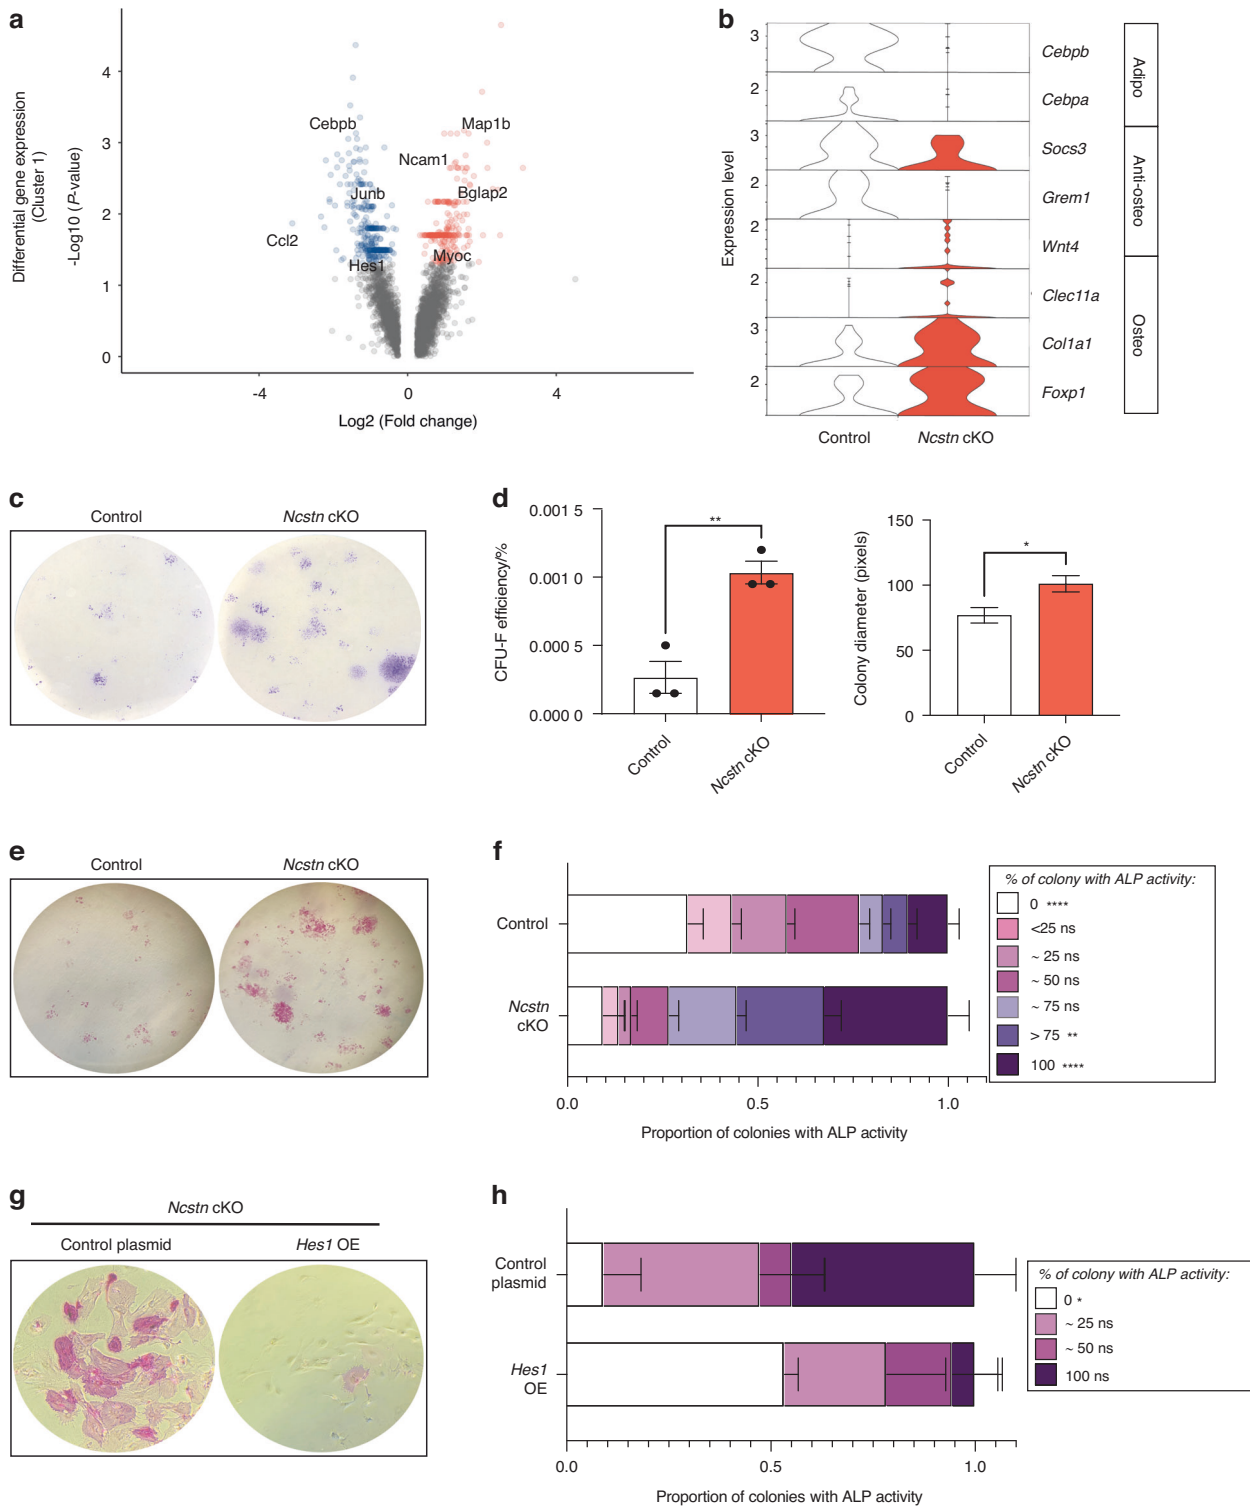 a
Differential gene expression
(Cluster 1)
-Log10 (P-value)
4
3
2
1
0
Cebpb
Map1b
Ncam1
Junb
Bglap2
Ccl2
Hes1
Myoc
-4
0
4
Log2 (Fold change)
b
Expression level
3
2
3
2
2
2
3
2
Cebpb
Cebpa
Socs3
Grem1
Wnt4
Clec11a
Col1a1
Foxp1
Adipo
Anti-osteo
Osteo
Control
Ncstn cKO
c
Control
Ncstn cKO
d
CFU-F efficiency/%
0.001 5
0.001 0
0.000 5
0.000 0
**
Control
Ncstn cKO
Colony diameter (pixels)
150
100
50
0
*
Control
Ncstn cKO
e
Control
Ncstn cKO
f
Control
Ncstn
cKO
0.0
0.5
1.0
Proportion of colonies with ALP activity
% of colony with ALP activity:
0 ****
<25 ns
~ 25 ns
~ 50 ns
~ 75 ns
> 75 **
100 ****
g
Ncstn cKO
Control plasmid
Hes1 OE
h
Control
plasmid
Hes1
OE
0.0
0.5
1.0
Proportion of colonies with ALP activity
% of colony with ALP activity:
0 *
~ 25 ns
~ 50 ns
100 ns